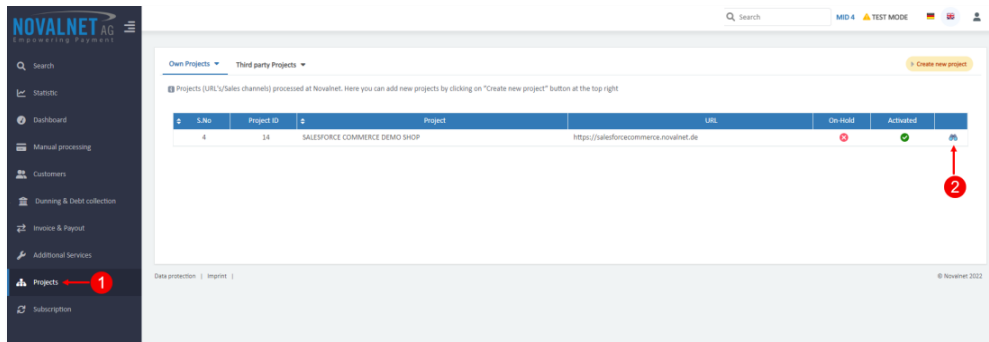 NOVALNET AG
Empowering Payment
Search
MID 4
TEST MODE
Search
Statistic
Dashboard
Manual processing
Customers
Dunning & Debt collection
Invoice & Payout
Additional Services
Projects
1
Subscription
Own Projects
Third party Projects
Create new project
Projects (URL's/Sales channels) processed at Novalnet. Here you can add new projects by clicking on "Create new project" button at the top right
S.No Project ID Project URL On-Hold Activated
4 14 SALESFORCE COMMERCE DEMO SHOP https://salesforcecommerce.novalnet.de
2
Data protection | Imprint |
© Novalnet 2022